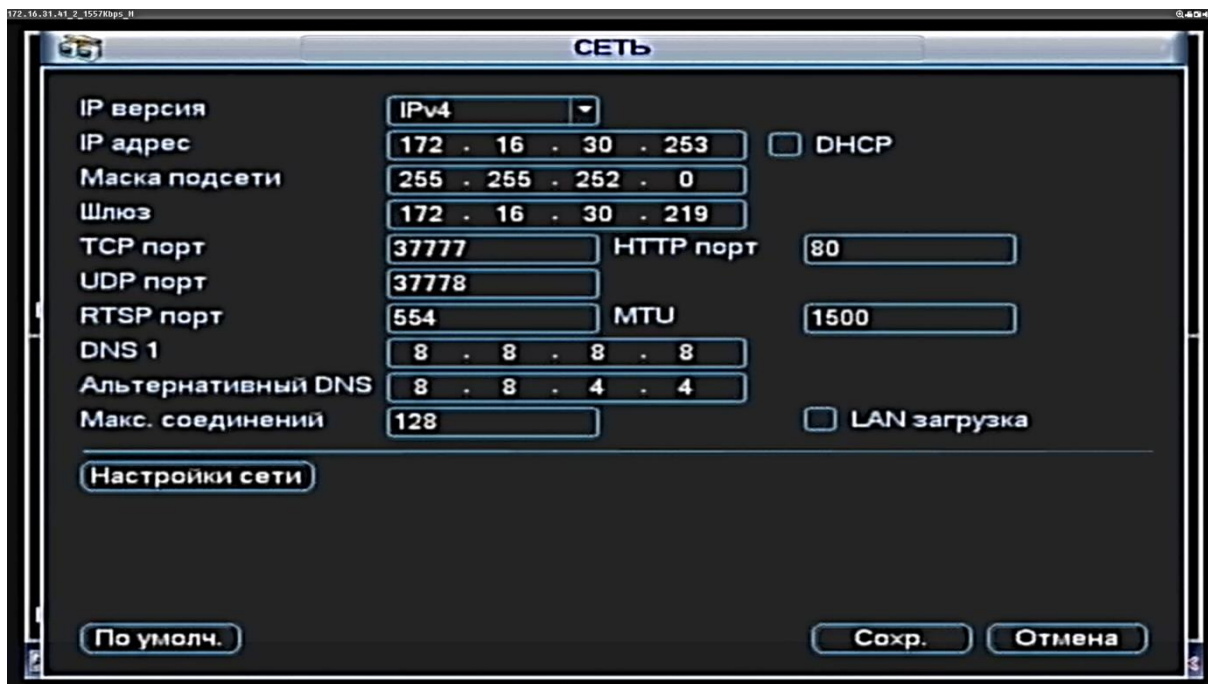 172.16.31.41_2_1557Kbps_H
СЕТЬ
IP версия IPv4
IP адрес 172 . 16 . 30 . 253 DHCP
Маска подсети 255 . 255 . 252 . 0
Шлюз 172 . 16 . 30 . 219
TCP порт 37777 HTTP порт 80
UDP порт 37778
RTSP порт 554 MTU 1500
DNS 1 8 . 8 . 8 . 8
Альтернативный DNS 8 . 8 . 4 . 4
Макс. соединений 128 LAN загрузка
Настройки сети
По умолч. Сохр. Отмена